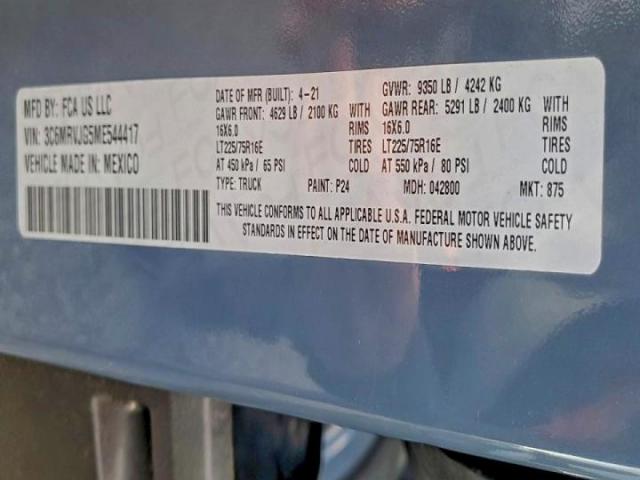 MFD BY: FCA US LLC
DATE OF MFR (BUILT): 4-21
GVWR: 9350 LB / 4242 KG
VIN: 3C6MRVJG5ME544417
GAWR FRONT: 4629 LB / 2100 KG WITH
GAWR REAR: 5291 LB / 2400 KG WITH
16X6.0 RIMS
16X6.0 RIMS
VEHICLE MADE IN: MEXICO
LT225/75R16E TIRES
LT225/75R16E TIRES
AT 450 kPa / 65 PSI COLD
AT 550 kPa / 80 PSI COLD
TYPE: TRUCK PAINT: P24 MDH: 042800 MKT: 875
THIS VEHICLE CONFORMS TO ALL APPLICABLE U.S.A. FEDERAL MOTOR VEHICLE SAFETY
STANDARDS IN EFFECT ON THE DATE OF MANUFACTURE SHOWN ABOVE.